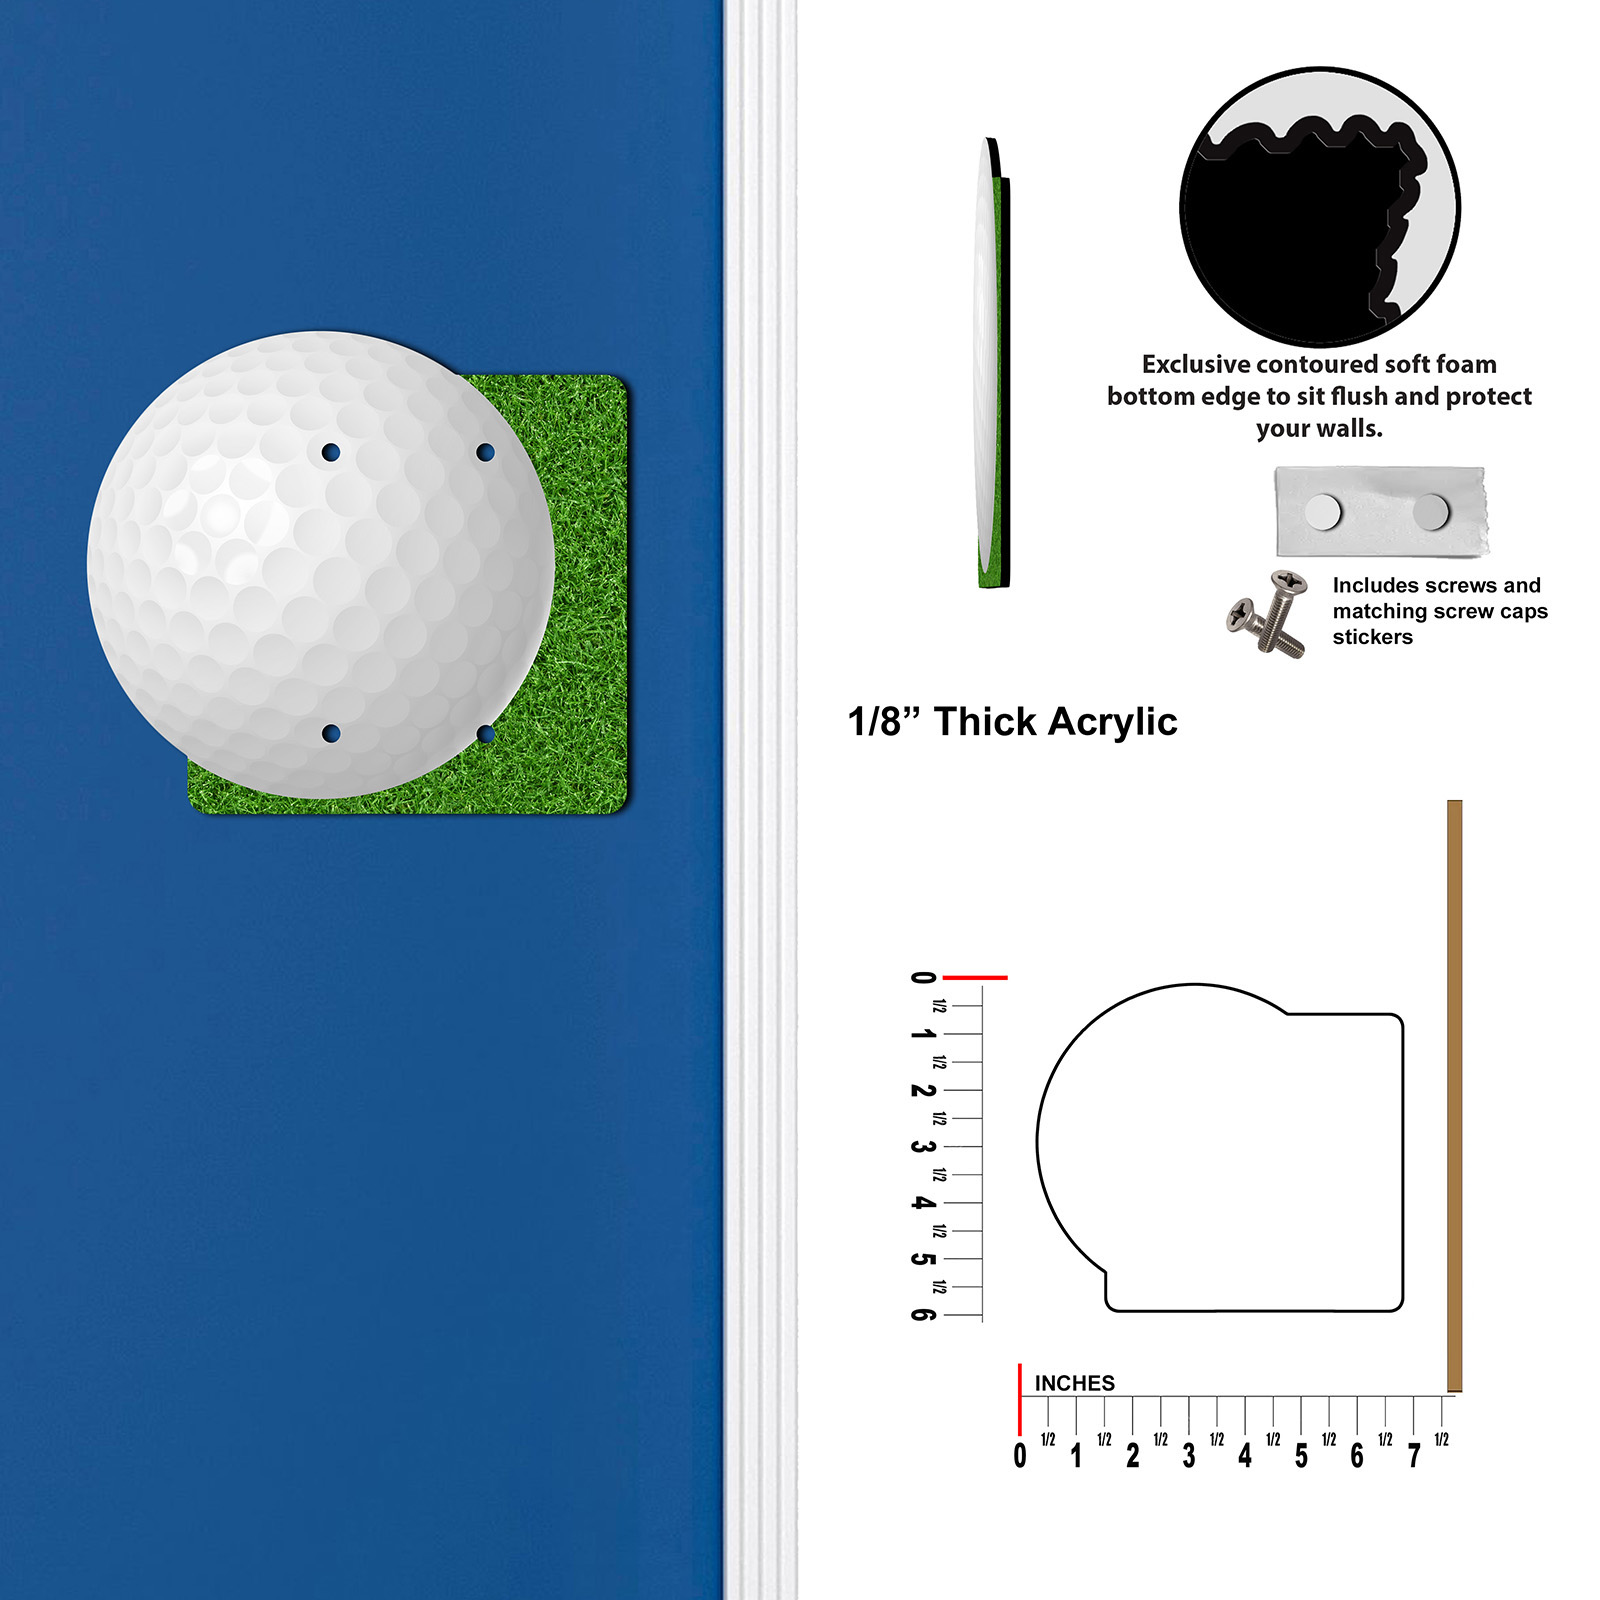 Exclusive contoured soft foam
bottom edge to sit flush and protect
your walls.
Includes screws and
matching screw caps
stickers
1/8” Thick Acrylic
0
1/2
1
1/2
2
1/2
3
1/2
4
1/2
5
1/2
6
INCHES
0 1/2 1 1/2 2 1/2 3 1/2 4 1/2 5 1/2 6 1/2 7 1/2